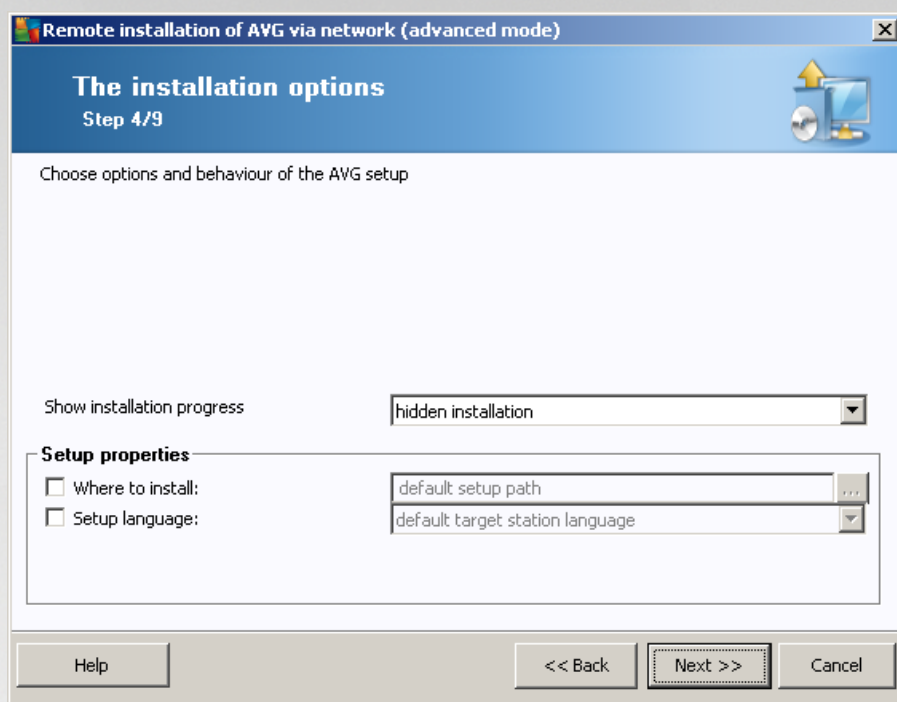 Remote installation of AVG via network (advanced mode)
The installation options
Step 4/9
Choose options and behaviour of the AVG setup
Show installation progress
hidden installation
Setup properties
Where to install:
default setup path
...
Setup language:
default target station language
Help
<< Back
Next >>
Cancel